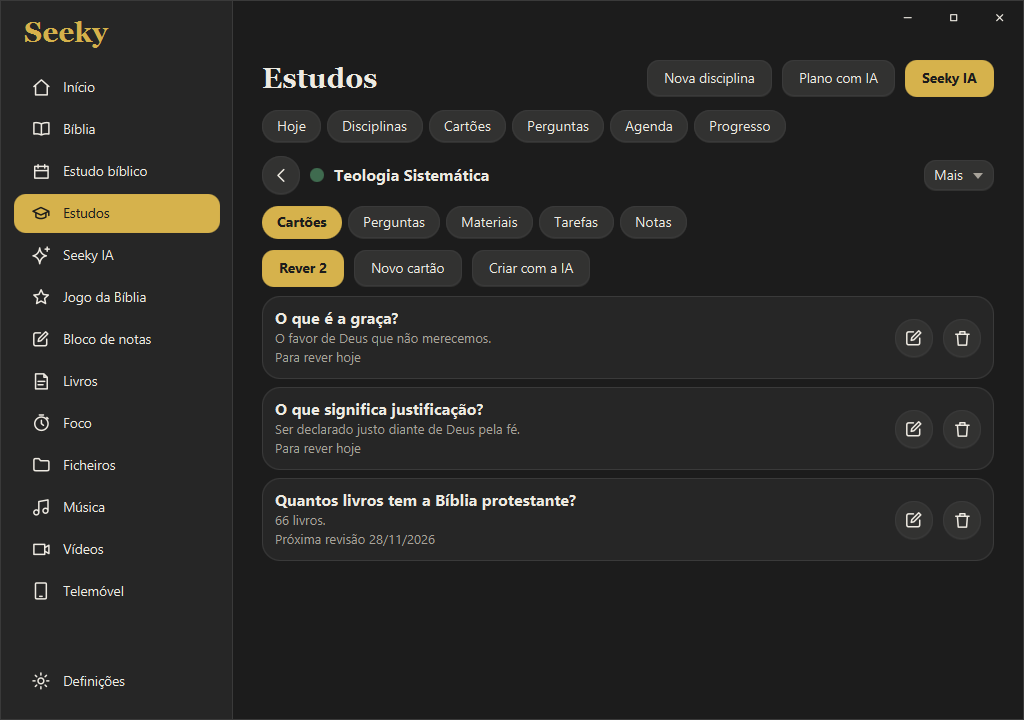 Seeky
Início
Bíblia
Estudo bíblico
Estudos
Seeky IA
Jogo da Bíblia
Bloco de notas
Livros
Foco
Ficheiros
Música
Vídeos
Telemóvel
Definições
Estudos
Nova disciplina
Plano com IA
Seeky IA
Hoje
Disciplinas
Cartões
Perguntas
Agenda
Progresso
Teologia Sistemática
Mais
Cartões
Perguntas
Materiais
Tarefas
Notas
Rever 2
Novo cartão
Criar com a IA
O que é a graça?
O favor de Deus que não merecemos.
Para rever hoje
O que significa justificação?
Ser declarado justo diante de Deus pela fé.
Para rever hoje
Quantos livros tem a Bíblia protestante?
66 livros.
Próxima revisão 28/11/2026